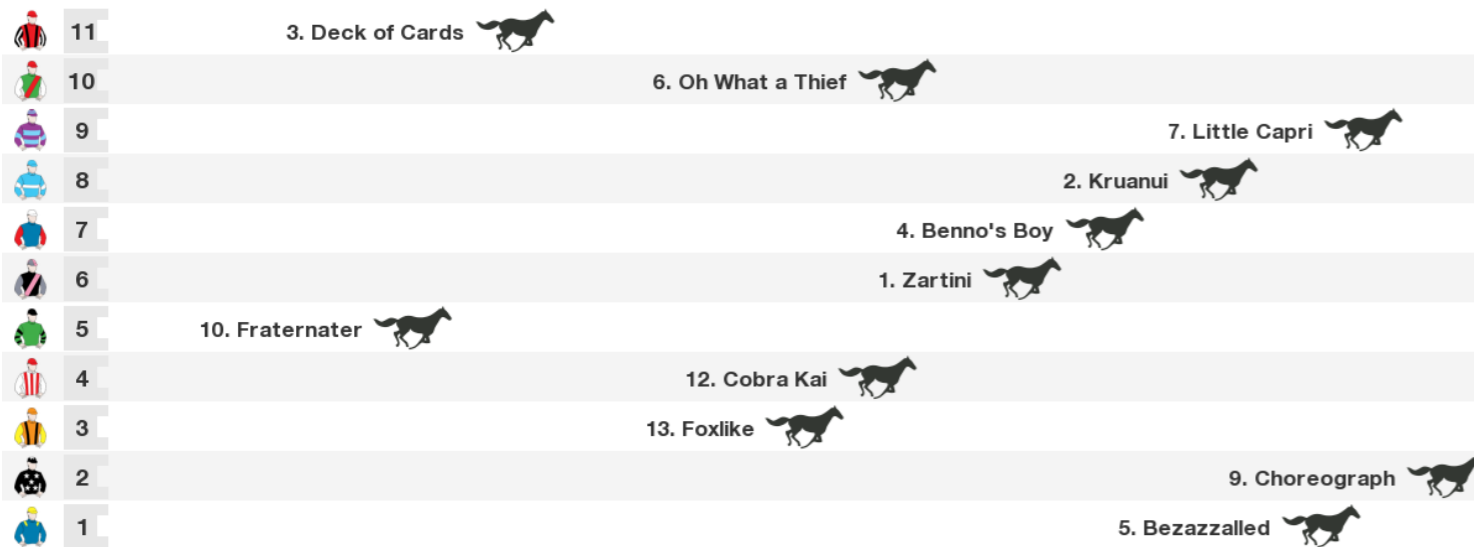 11 3. Deck of Cards
10 6. Oh What a Thief
9 7. Little Capri
8 2. Kruanui
7 4. Benno's Boy
6 1. Zartini
5 10. Fraternater
4 12. Cobra Kai
3 13. Foxlike
2 9. Choreograph
1 5. Bezazzalled